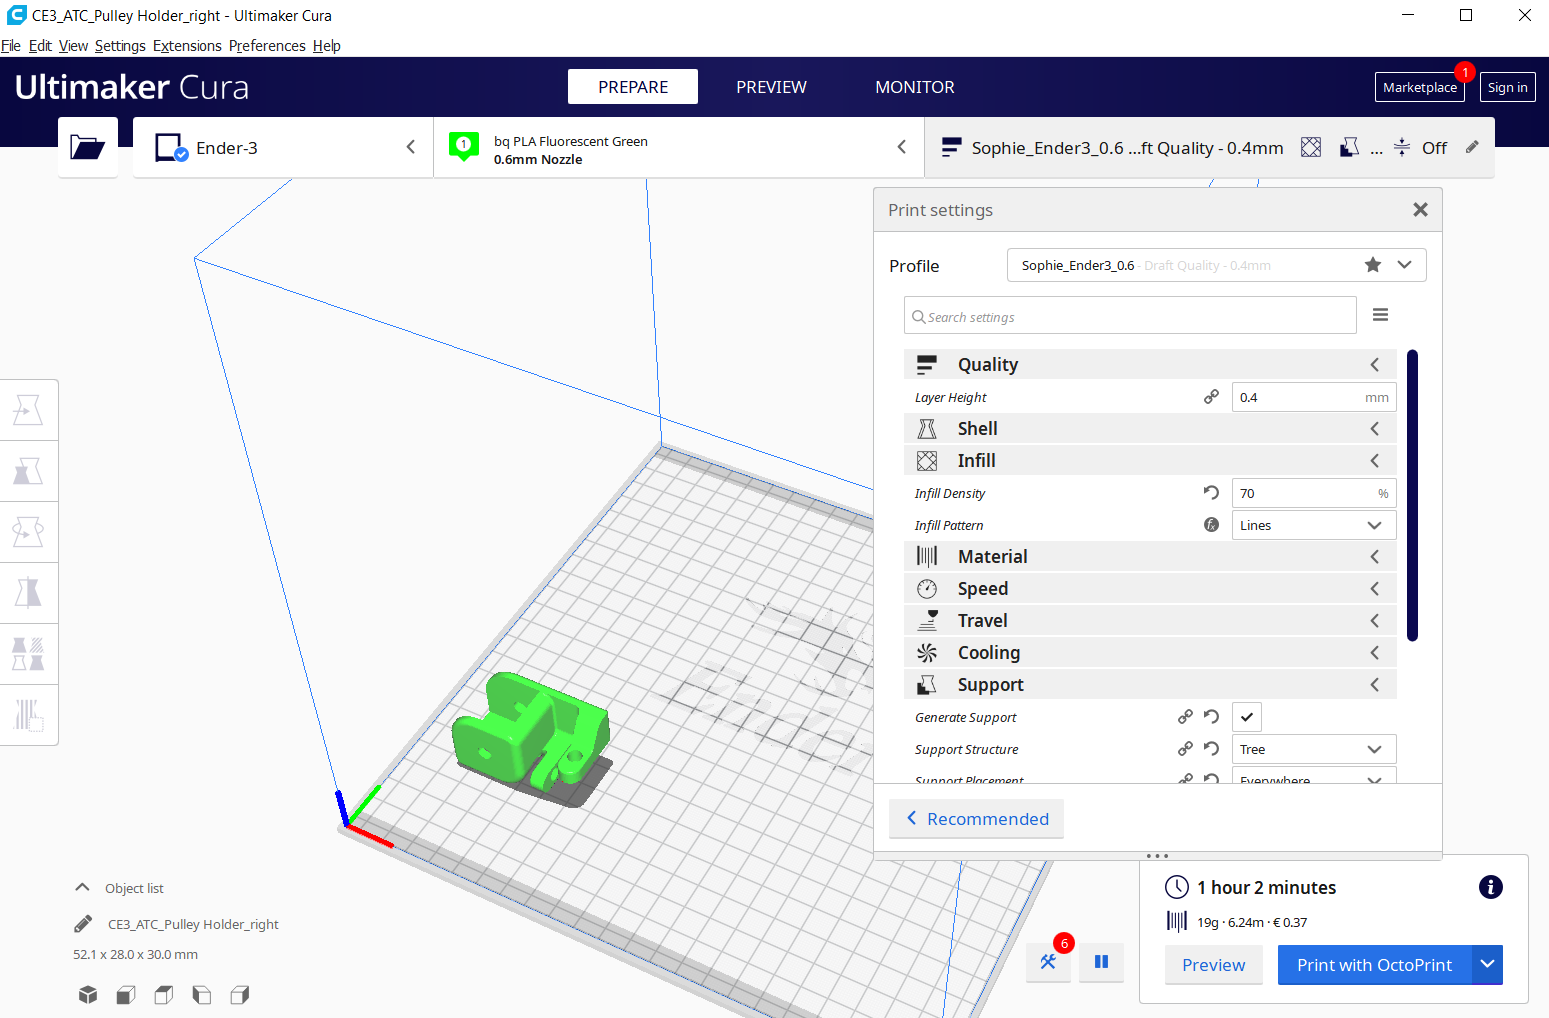 CE3_ATC_Pulley Holder_right - Ultimaker Cura
File Edit View Settings Extensions Preferences Help
Ultimaker Cura
PREPARE
PREVIEW
MONITOR
Marketplace
1
Sign in
Ender-3
1
bq PLA Fluorescent Green
0.6mm Nozzle
Sophie_Ender3_0.6 ...ft Quality - 0.4mm
...
Off
Print settings
Profile
Sophie_Ender3_0.6 - Draft Quality - 0.4mm
Search settings
Quality
Layer Height
0.4 mm
Shell
Infill
Infill Density
70 %
Infill Pattern
Lines
Material
Speed
Travel
Cooling
Support
Generate Support
Support Structure
Tree
Support Placement
Everywhere
Recommended
Object list
CE3_ATC_Pulley Holder_right
52.1 x 28.0 x 30.0 mm
6
1 hour 2 minutes
19g · 6.24m · € 0.37
Preview
Print with OctoPrint